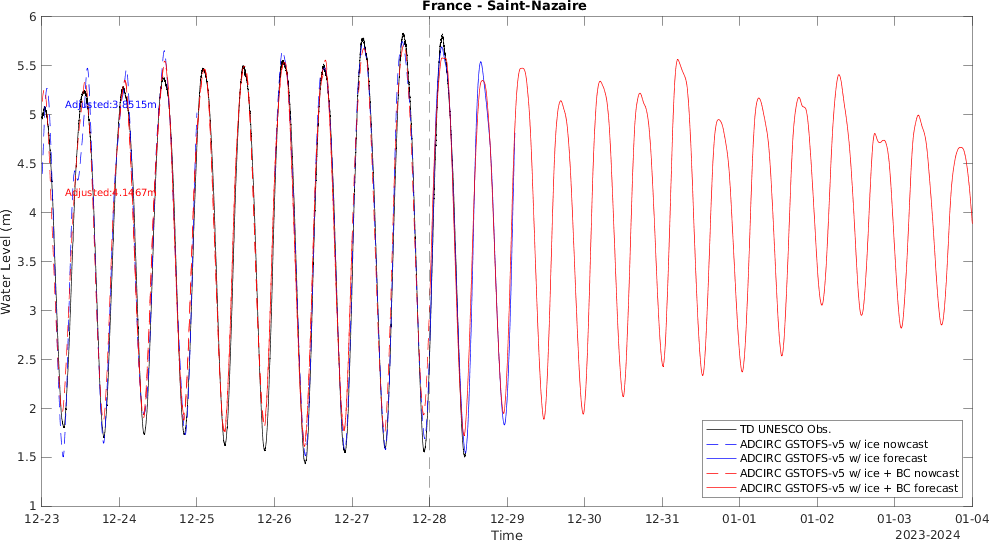 France - Saint-Nazaire
6
5.5
5
4.5
4
3.5
3
2.5
2
1.5
1
Water Level (m)
Adjusted:3.8515m
Adjusted:4.1467m
TD UNESCO Obs.
ADCIRC GSTOFS-v5 w/ ice nowcast
ADCIRC GSTOFS-v5 w/ ice forecast
ADCIRC GSTOFS-v5 w/ ice + BC nowcast
ADCIRC GSTOFS-v5 w/ ice + BC forecast
12-23 12-24 12-25 12-26 12-27 12-28 12-29 12-30 12-31 01-01 01-02 01-03 01-04
Time
2023-2024